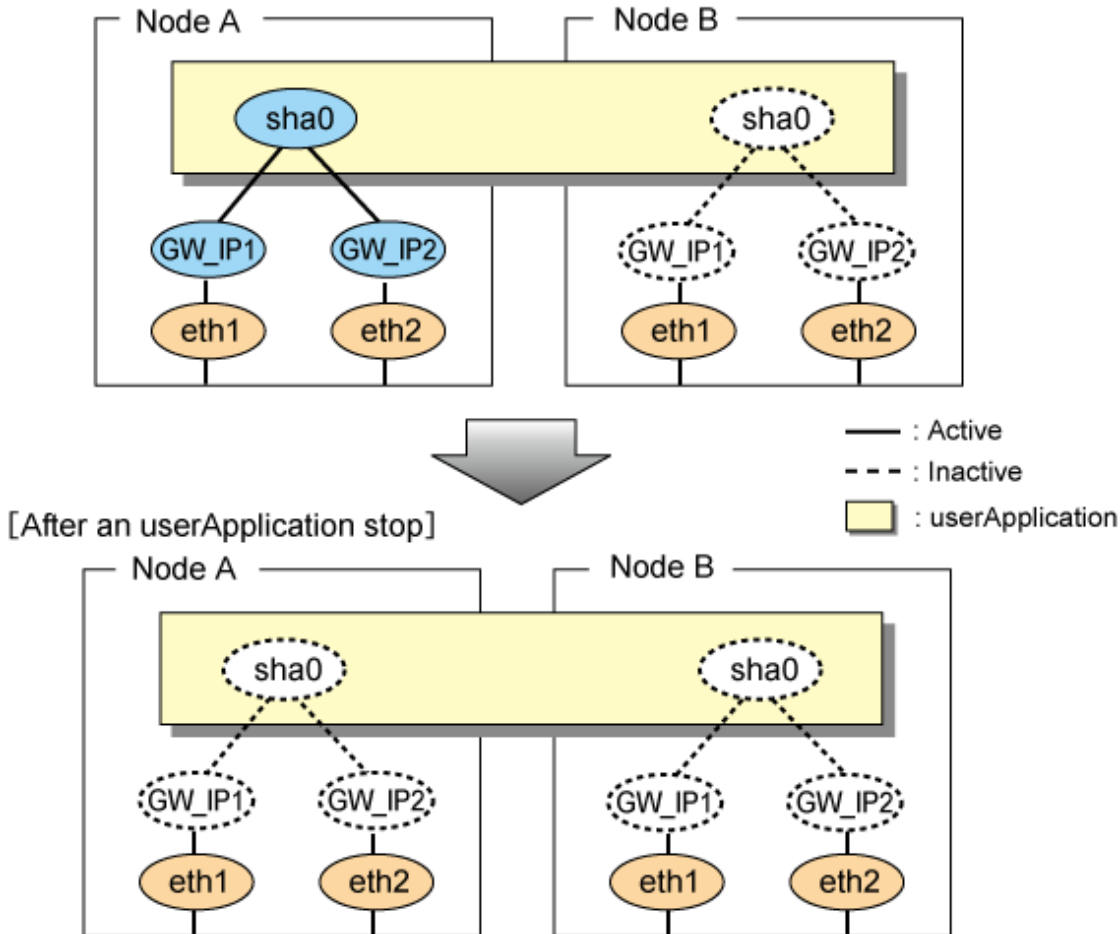 Node A
Node B
sha0
sha0
GW_IP1
GW_IP2
GW_IP1
GW_IP2
eth1
eth2
eth1
eth2
: Active
: Inactive
: userApplication
[After an userApplication stop]
Node A
Node B
sha0
sha0
GW_IP1
GW_IP2
GW_IP1
GW_IP2
eth1
eth2
eth1
eth2